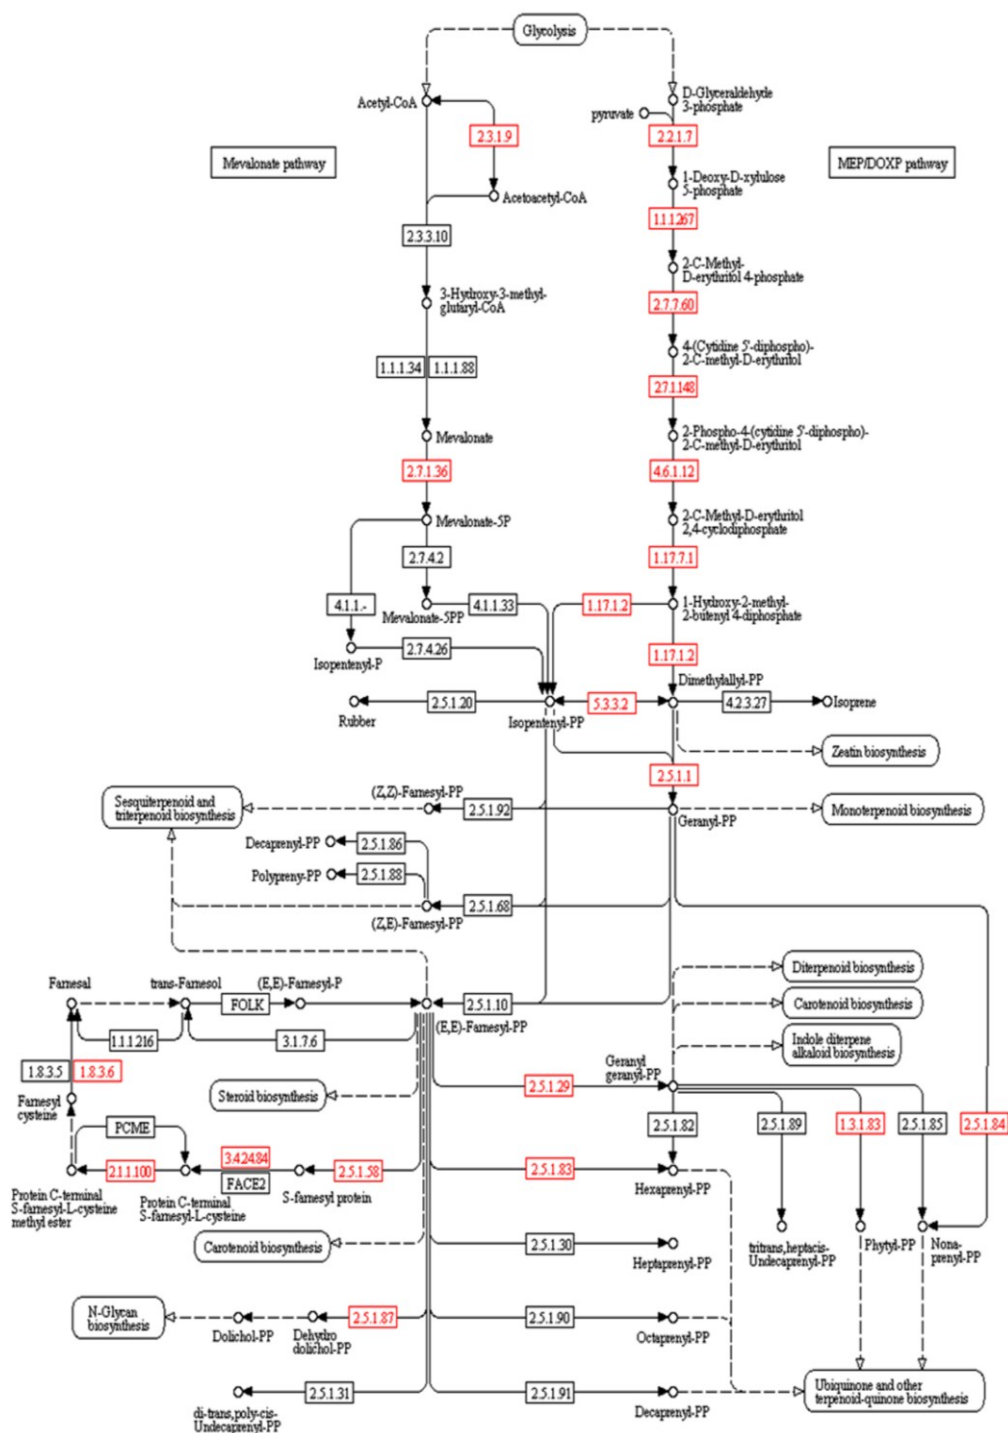 Glycolysis
Acetyl-CoA
D-Glyceraldehyde
3-phosphate
pyruvate
2.3.1.9
2.2.1.7
Mevalonate pathway
MEP/DOXP pathway
1-Deoxy-D-xylulose
5-phosphate
Acetoacetyl-CoA
1.1.1.267
2.3.3.10
2-C-Methyl-
D-erythritol 4-phosphate
3-Hydroxy-3-methyl-
glutaryl-CoA
2.7.7.60
4-(Cytidine 5'-diphospho)-
2-C-methyl-D-erythritol
1.1.1.34
1.1.1.88
2.7.1.148
Mevalonate
2-Phospho-4-(cytidine 5'-diphospho)-
2-C-methyl-D-erythritol
2.7.1.36
4.6.1.12
Mevalonate-5P
2-C-Methyl-D-erythritol
2,4-cyclodiphosphate
2.7.4.2
1.17.7.1
4.1.1.-
Mevalonate-5PP
4.1.1.33
1.17.1.2
1-Hydroxy-2-methyl-
2-butenyl 4-diphosphate
Isopentenyl-P
2.7.4.26
1.17.1.2
Dimethylallyl-PP
Rubber
2.5.1.20
Isopentenyl-PP
5.3.3.2
4.2.3.27
Isoprene
Zeatin biosynthesis
2.5.1.1
Sesquiterpenoid and
triterpenoid biosynthesis
(Z,Z)-Farnesyl-PP
2.5.1.92
Geranyl-PP
Monoterpenoid biosynthesis
Decaprenyl-PP
2.5.1.86
Polypreny-PP
2.5.1.88
(Z,E)-Farnesyl-PP
2.5.1.68
Diterpenoid biosynthesis
Farnesal
trans-Farnesol
FOLK
(E,E)-Farnesyl-P
(E,E)-Farnesyl-PP
2.5.1.10
Carotenoid biosynthesis
1.1.1.216
3.1.7.6
Indole diterpene
alkaloid biosynthesis
1.8.3.5
1.8.3.6
Farnesyl
cysteine
Steroid biosynthesis
2.5.1.29
Geranyl
geranyl-PP
PCME
2.5.1.82
2.5.1.89
1.3.1.83
2.5.1.85
2.5.1.84
2.1.1.100
3.4.24.84
FACE2
2.5.1.58
2.5.1.83
Protein C-terminal
S-farnesyl-L-cysteine
methyl ester
Protein C-terminal
S-farnesyl-L-cysteine
S-farnesyl protein
Hexaprenyl-PP
Carotenoid biosynthesis
2.5.1.30
Heptaprenyl-PP
tritrans,heptacis-
Undecaprenyl-PP
Phytyl-PP
Nona-
prenyl-PP
N-Glycan
biosynthesis
Dolichol-PP
Dehydro
dolichol-PP
2.5.1.87
2.5.1.90
Octaprenyl-PP
di-trans,poly-cis-
Undecaprenyl-PP
2.5.1.31
2.5.1.91
Decaprenyl-PP
Ubiquinone and other
terpenoid-quinone biosynthesis